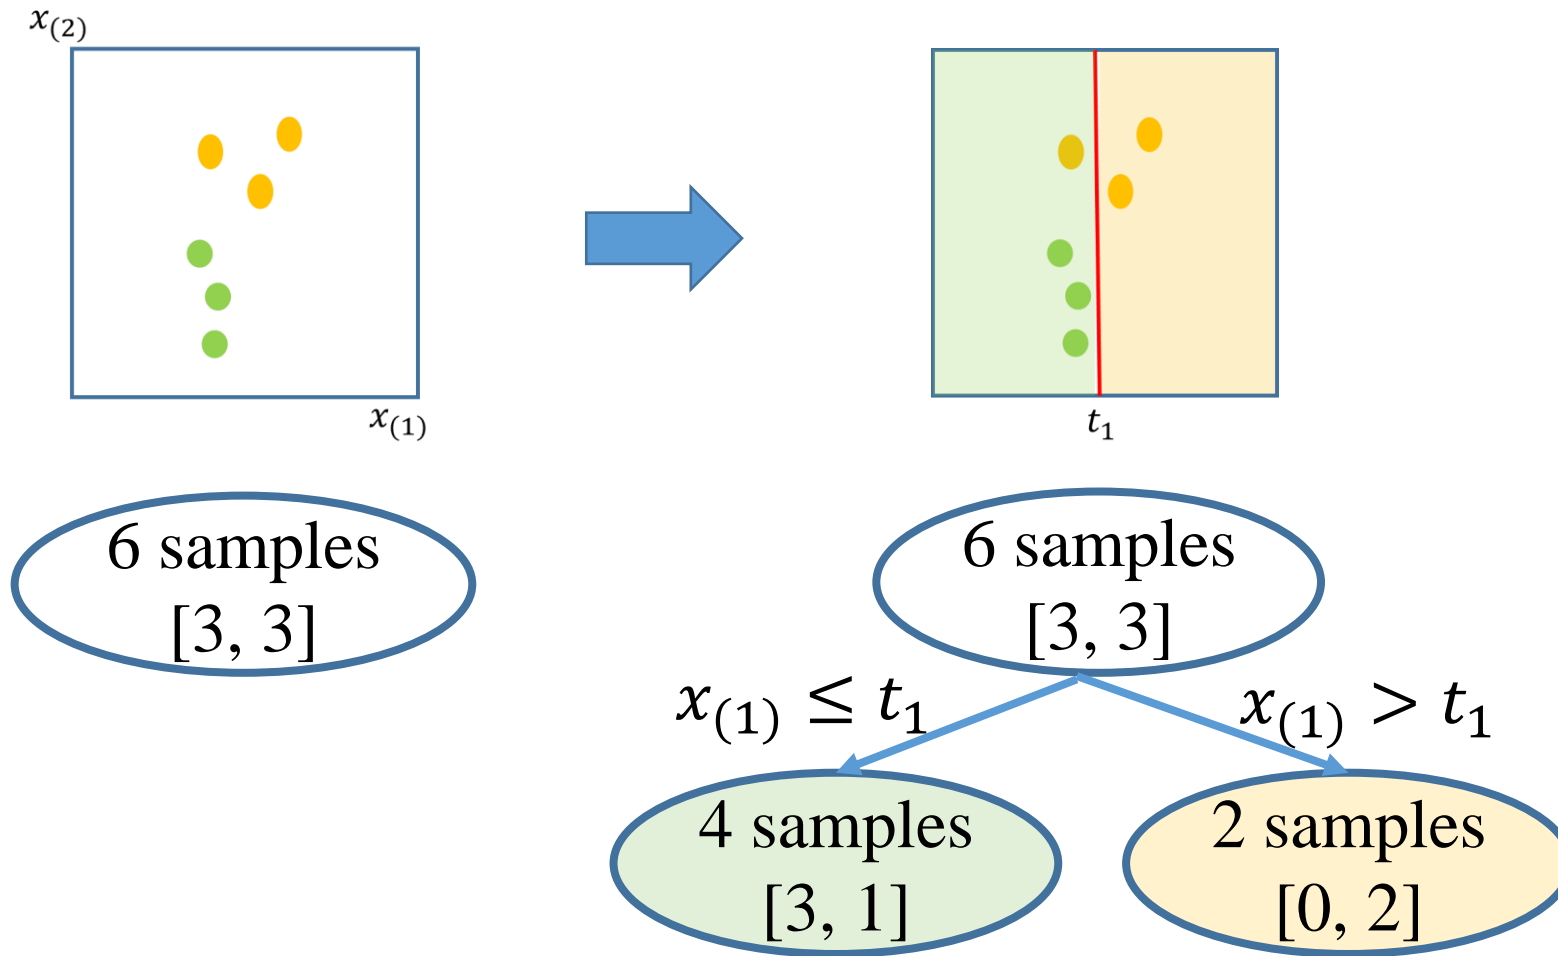 x(2)
x(1)
t1
6 samples
[3, 3]
6 samples
[3, 3]
x(1) ≤ t1
x(1) > t1
4 samples
[3, 1]
2 samples
[0, 2]